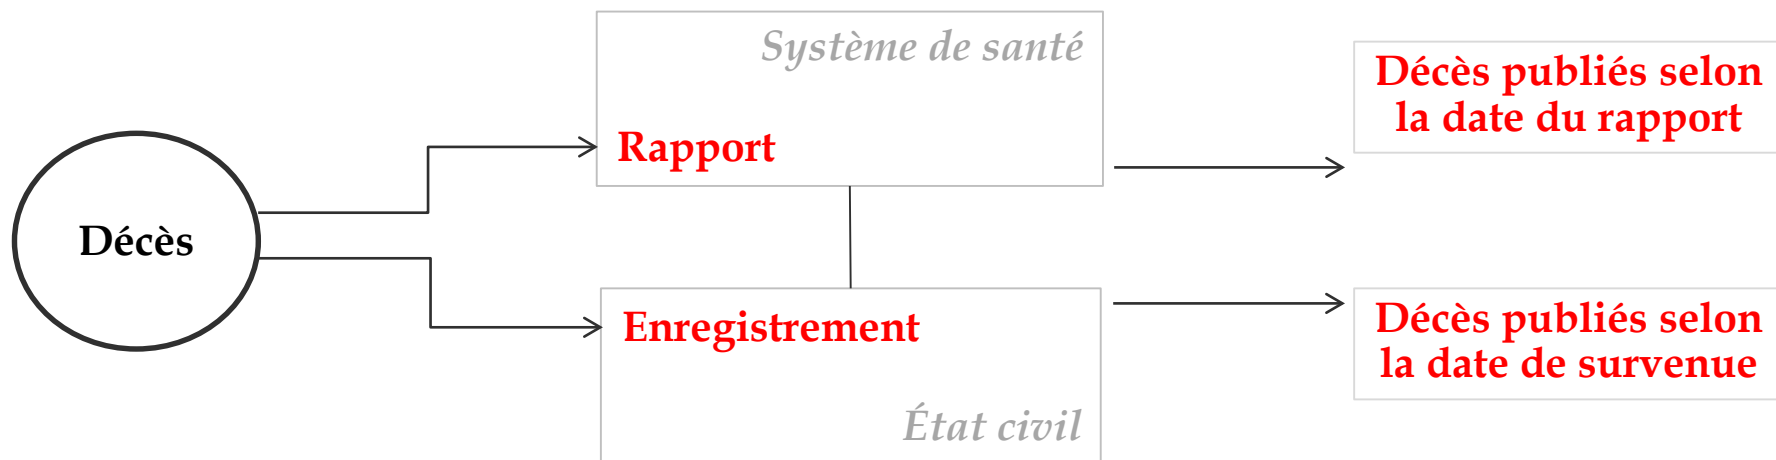 Système de santé
Rapport
Décès
Enregistrement
État civil
Décès publiés selon
la date du rapport
Décès publiés selon
la date de survenue